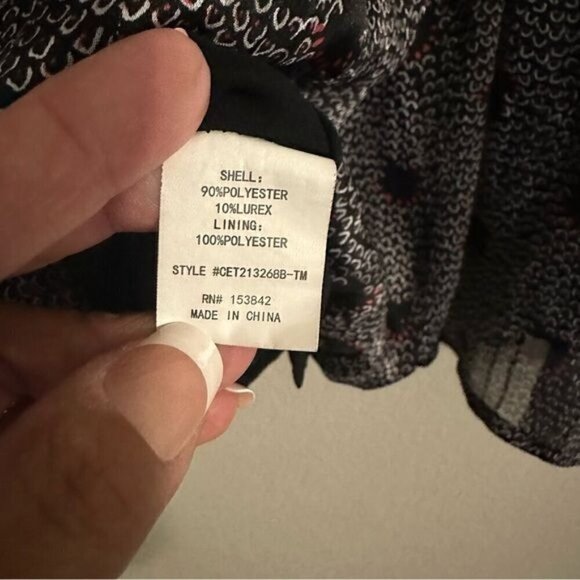 SHELL:
90%POLYESTER
10%LUREX
LINING:
100%POLYESTER
STYLE #CET213268B-TM
RN# 153842
MADE IN CHINA